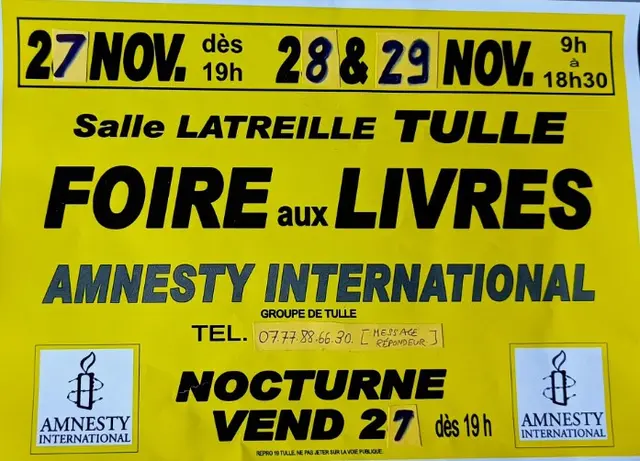 27 NOV. dès 19h 28 & 29 NOV. 9h à 18h30
Salle LATREILLE TULLE
FOIRE aux LIVRES
AMNESTY INTERNATIONAL
GROUPE DE TULLE
TEL. 07.77.88.66.30. [MESSAGE RÉPONDEUR]
NOCTURNE
VEND 27 dès 19 h
AMNESTY
INTERNATIONAL
AMNESTY
INTERNATIONAL
REPRO 19 TULLE, NE PAS JETER SUR LA VOIE PUBLIQUE.